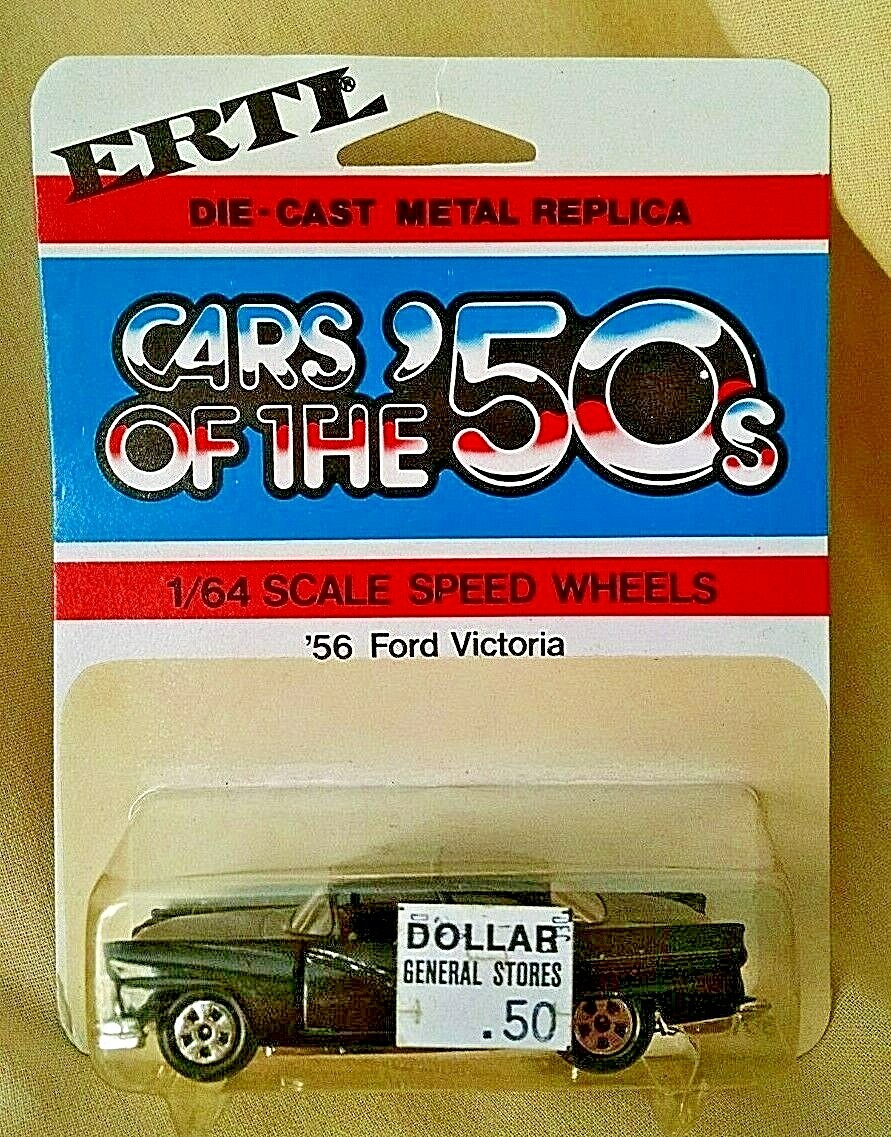 ERTL®
DIE-CAST METAL REPLICA
CARS '50s
OF THE
1/64 SCALE SPEED WHEELS
'56 Ford Victoria
DOLLAR
GENERAL STORES
.50